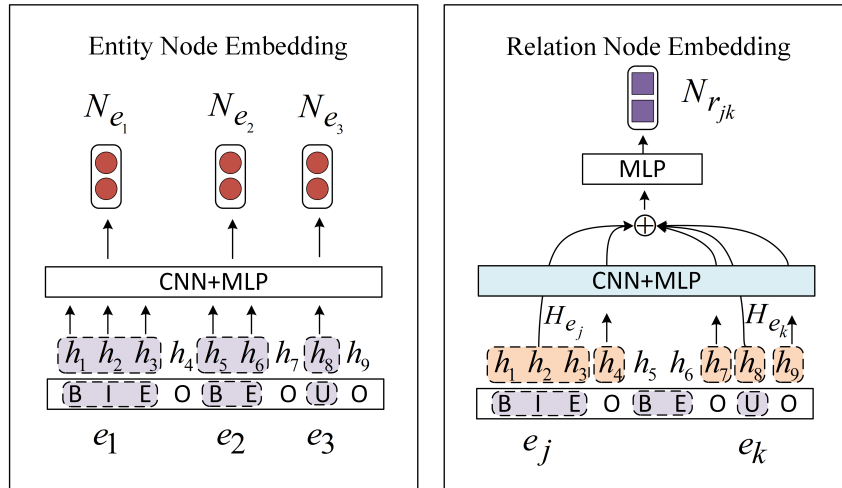 Entity Node Embedding
N_{e_1} N_{e_2} N_{e_3}
CNN+MLP
h_1 h_2 h_3 h_4 h_5 h_6 h_7 h_8 h_9
B I E O B E O U O
e_1 e_2 e_3
Relation Node Embedding
N_{r_{jk}}
MLP
+
CNN+MLP
H_{e_j} H_{e_k}
h_1 h_2 h_3 h_4 h_5 h_6 h_7 h_8 h_9
B I E O B E O U O
e_j e_k